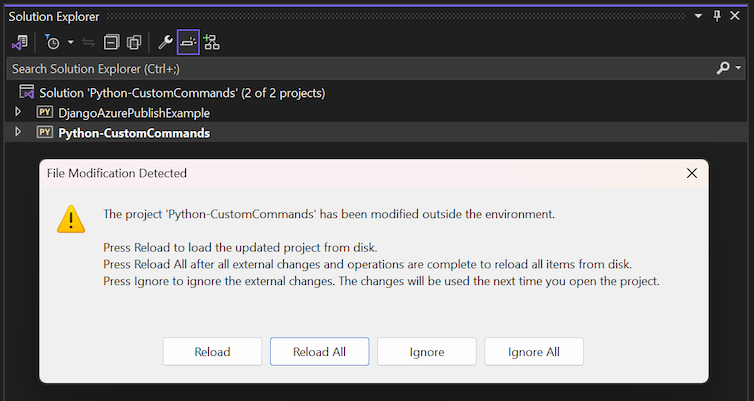 Solution Explorer
Search Solution Explorer (Ctrl+;)
Solution 'Python-CustomCommands' (2 of 2 projects)
PY DjangoAzurePublishExample
PY Python-CustomCommands
File Modification Detected
The project 'Python-CustomCommands' has been modified outside the environment.
Press Reload to load the updated project from disk.
Press Reload All after all external changes and operations are complete to reload all items from disk.
Press Ignore to ignore the external changes. The changes will be used the next time you open the project.
Reload Reload All Ignore Ignore All